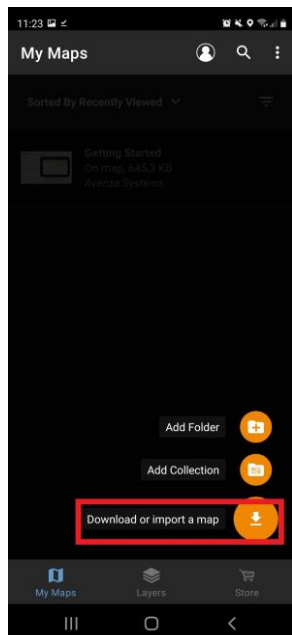 11:23
My Maps
Sorted By Recently Viewed
Getting Started
On map, 645,3 KB
Avenza Systems
Add Folder
Add Collection
Download or import a map
My Maps
Layers
Store